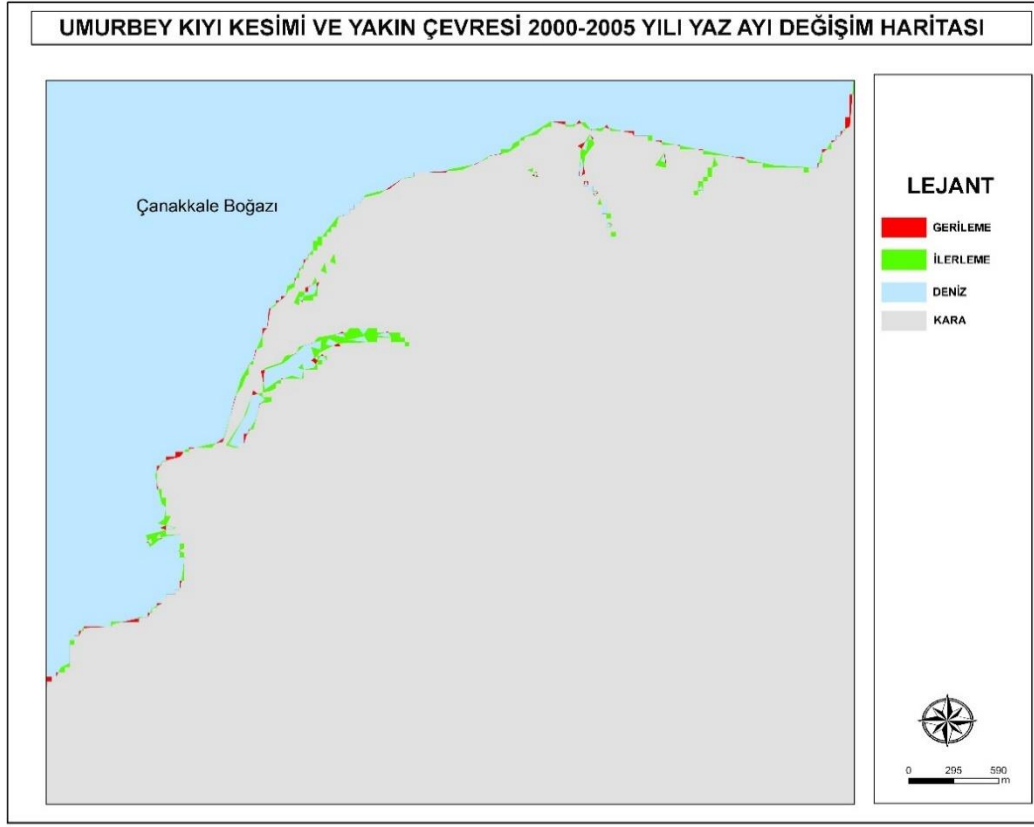 UMURBEY KIYI KESİMİ VE YAKIN ÇEVRESİ 2000-2005 YILI YAZ AYI DEĞİŞİM HARİTASI
Çanakkale Boğazı
LEJANT
GERİLEME
İLERLEME
DENİZ
KARA
0 295 590
m